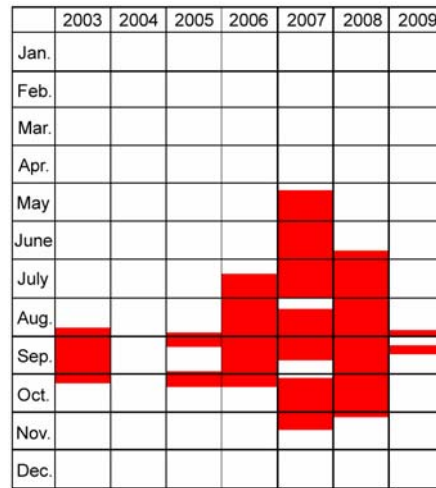 2003 2004 2005 2006 2007 2008 2009
Jan.
Feb.
Mar.
Apr.
May
June
July
Aug.
Sep.
Oct.
Nov.
Dec.